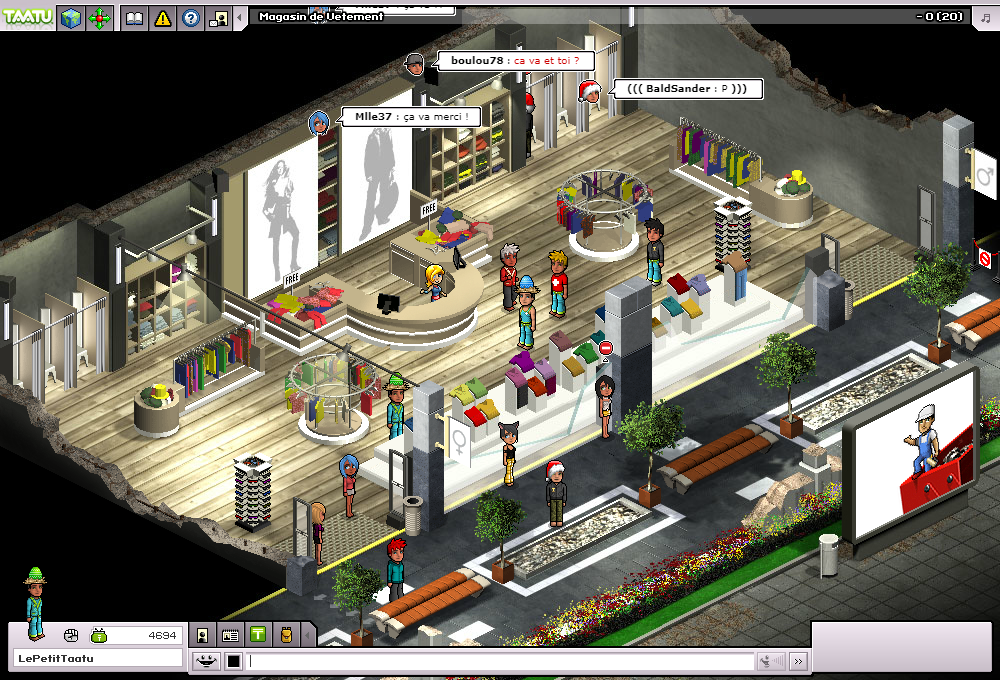 TAATU
Magasin de Vetement
- 0 (20)
boulou78 : ca va et toi ?
((( BaldSander : P )))
Mlle37 : ça va merci !
FREE
FREE
4694
T
LePetitTaatu
>>